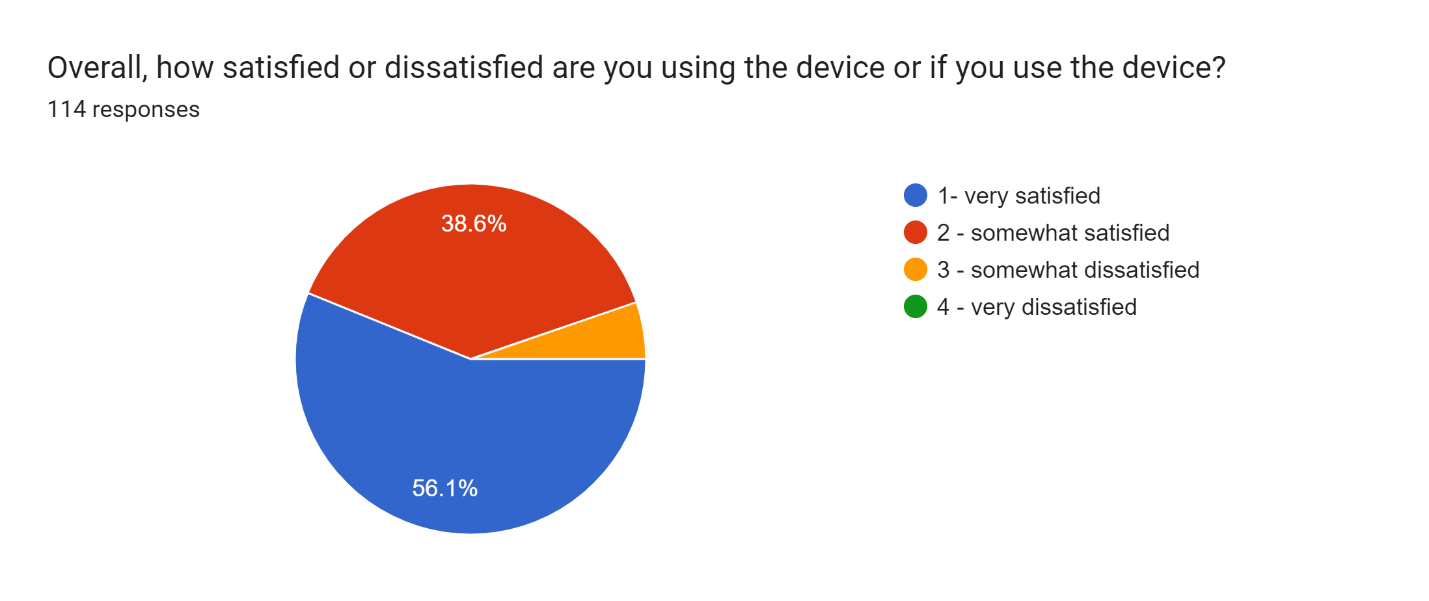 Overall, how satisfied or dissatisfied are you using the device or if you use the device?
114 responses
38.6%
56.1%
1- very satisfied
2 - somewhat satisfied
3 - somewhat dissatisfied
4 - very dissatisfied